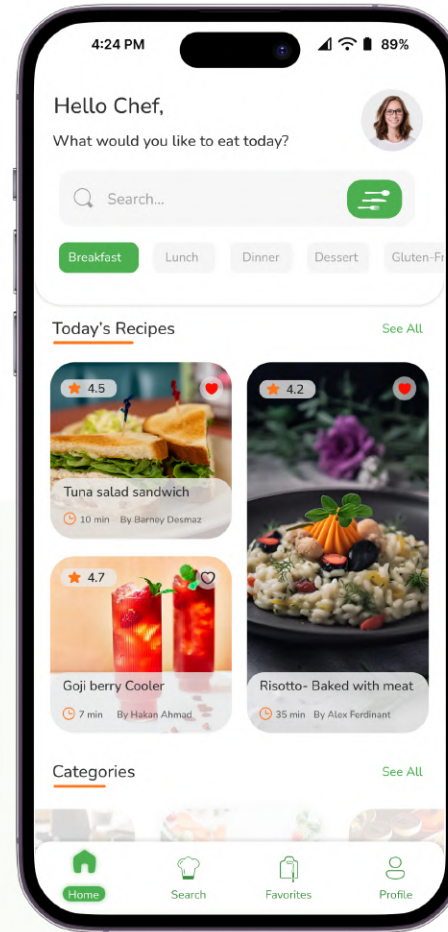 4:24 PM
89%
Hello Chef,
What would you like to eat today?
Search...
Breakfast
Lunch
Dinner
Dessert
Gluten-Fr
Today's Recipes
See All
4.5
Tuna salad sandwich
10 min By Barney Desmaz
4.2
4.7
Goji berry Cooler
7 min By Hakan Ahmad
Risotto- Baked with meat
35 min By Alex Ferdinant
Categories
See All
Home
Search
Favorites
Profile